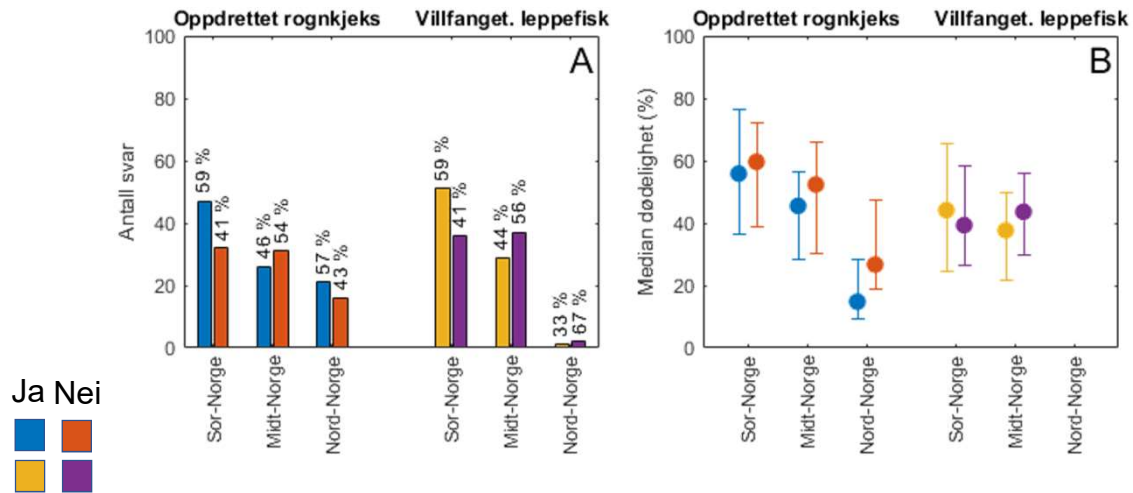 Oppdrettet rognkjeks Villfanget. leppefisk
A
Antall svar
100
80
60
40
20
0
59 %
41 %
46 %
54 %
57 %
43 %
59 %
41 %
44 %
56 %
33 %
67 %
Sor-Norge
Midt-Norge
Nord-Norge
Sor-Norge
Midt-Norge
Nord-Norge
Oppdrettet rognkjeks Villfanget. leppefisk
B
Median dødelighet (%)
100
80
60
40
20
0
Sor-Norge
Midt-Norge
Nord-Norge
Sor-Norge
Midt-Norge
Nord-Norge
Ja Nei